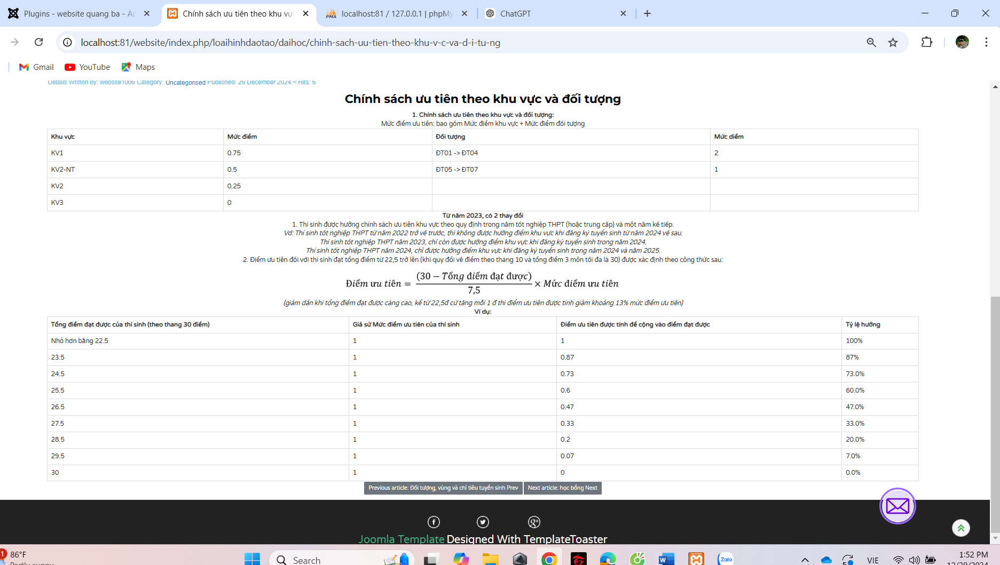 Plugins - website quang ba - Ad
Chính sách ưu tiên theo khu vực
localhost:81 / 127.0.0.1 | phpMy
ChatGPT
localhost:81/website/index.php/loaihinhdaotao/daihoc/chinh-sach-uu-tien-theo-khu-v-c-va-d-i-tu-ng
Gmail
YouTube
Maps
Details Written by: website1006 Category: Uncategorised Published: 26 December 2024 < Hits: 6
Chính sách ưu tiên theo khu vực và đối tượng
1. Chính sách ưu tiên theo khu vực và đối tượng:
Mức điểm ưu tiên: bao gồm Mức điểm khu vực + Mức điểm đối tượng
Khu vực Mức điểm Đối tượng Mức diểm
KV1 0.75 ĐT01 -> ĐT04 2
KV2-NT 0.5 ĐT05 -> ĐT07 1
KV2 0.25
KV3 0
Từ năm 2023, có 2 thay đổi
1. Thí sinh được hưởng chính sách ưu tiên khu vực theo quy định trong năm tốt nghiệp THPT (hoặc trung cấp) và một năm kế tiếp.
Vd: Thí sinh tốt nghiệp THPT từ năm 2022 trở về trước, thì không được hưởng điểm khu vực khi đăng ký tuyển sinh từ năm 2024 về sau.
Thí sinh tốt nghiệp THPT năm 2023, chỉ còn được hưởng điểm khu vực khi đăng ký tuyển sinh trong năm 2024.
Thí sinh tốt nghiệp THPT năm 2024, chỉ được hưởng điểm khu vực khi đăng ký tuyển sinh trong năm 2024 và năm 2025.
2. Điểm ưu tiên đối với thí sinh đạt tổng điểm từ 22,5 trở lên (khi quy đổi về điểm theo thang 10 và tổng điểm 3 môn tối đa là 30) được xác định theo công thức sau:
(30 – Tổng điểm đạt được)
Điểm ưu tiên = × Mức điểm ưu tiên
7,5
(giảm dần khi tổng điểm đạt được càng cao, kể từ 22,5đ cứ tăng mỗi 1 đ thì điểm ưu tiên được tính giảm khoảng 13% mức điểm ưu tiên)
Ví dụ:
Tổng điểm đạt được của thí sinh (theo thang 30 điểm) Giả sử Mức điểm ưu tiên của thí sinh Điểm ưu tiên được tính để cộng vào điểm đạt được Tỷ lệ hưởng
Nhỏ hơn bằng 22.5 1 1 100%
23.5 1 0.87 87%
24.5 1 0.73 73.0%
25.5 1 0.6 60.0%
26.5 1 0.47 47.0%
27.5 1 0.33 33.0%
28.5 1 0.2 20.0%
29.5 1 0.07 7.0%
30 1 0 0.0%
Previous article: Đối tượng, vùng và chỉ tiêu tuyển sinh Prev Next article: học bổng Next
Joomla Template Designed With TemplateToaster
1 86°F
Partly sunny
Search
Zalo
VIE
1:52 PM
12/29/2024